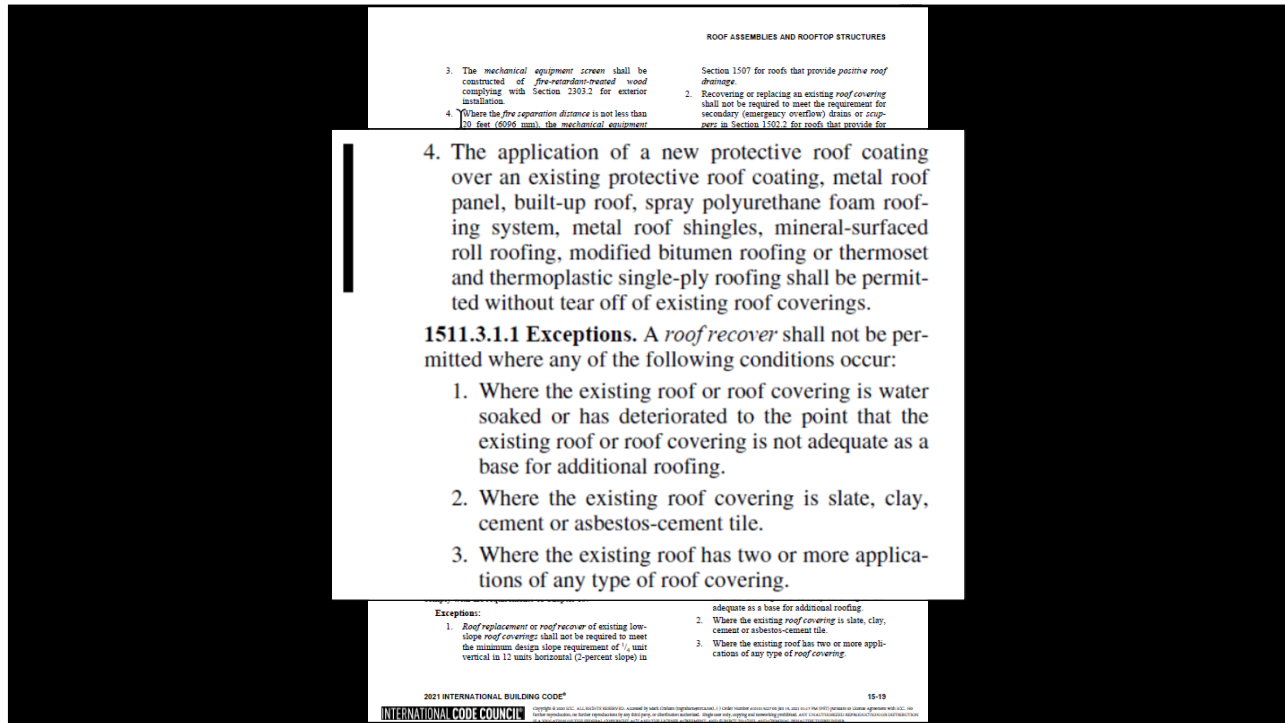 ROOF ASSEMBLIES AND ROOFTOP STRUCTURES
3. The mechanical equipment screen shall be
constructed of fire-retardant-treated wood
complying with Section 2303.2 for exterior
installation.
4. Where the fire separation distance is not less than
20 feet (6096 mm), the mechanical equipment
Section 1507 for roofs that provide positive roof
drainage.
2. Recovering or replacing an existing roof covering
shall not be required to meet the requirement for
secondary (emergency overflow) drains or scup-
pers in Section 1502.2 for roofs that provide for
4. The application of a new protective roof coating
over an existing protective roof coating, metal roof
panel, built-up roof, spray polyurethane foam roof-
ing system, metal roof shingles, mineral-surfaced
roll roofing, modified bitumen roofing or thermoset
and thermoplastic single-ply roofing shall be permit-
ted without tear off of existing roof coverings.
1511.3.1.1 Exceptions. A roof recover shall not be per-
mitted where any of the following conditions occur:
1. Where the existing roof or roof covering is water
soaked or has deteriorated to the point that the
existing roof or roof covering is not adequate as a
base for additional roofing.
2. Where the existing roof covering is slate, clay,
cement or asbestos-cement tile.
3. Where the existing roof has two or more applica-
tions of any type of roof covering.
Exceptions:
1. Roof replacement or roof recover of existing low-
slope roof coverings shall not be required to meet
the minimum design slope requirement of 1/4 unit
vertical in 12 units horizontal (2-percent slope) in
adequate as a base for additional roofing.
2. Where the existing roof covering is slate, clay,
cement or asbestos-cement tile.
3. Where the existing roof has two or more appli-
cations of any type of roof covering.
2021 INTERNATIONAL BUILDING CODE®
15-19
INTERNATIONAL CODE COUNCIL®